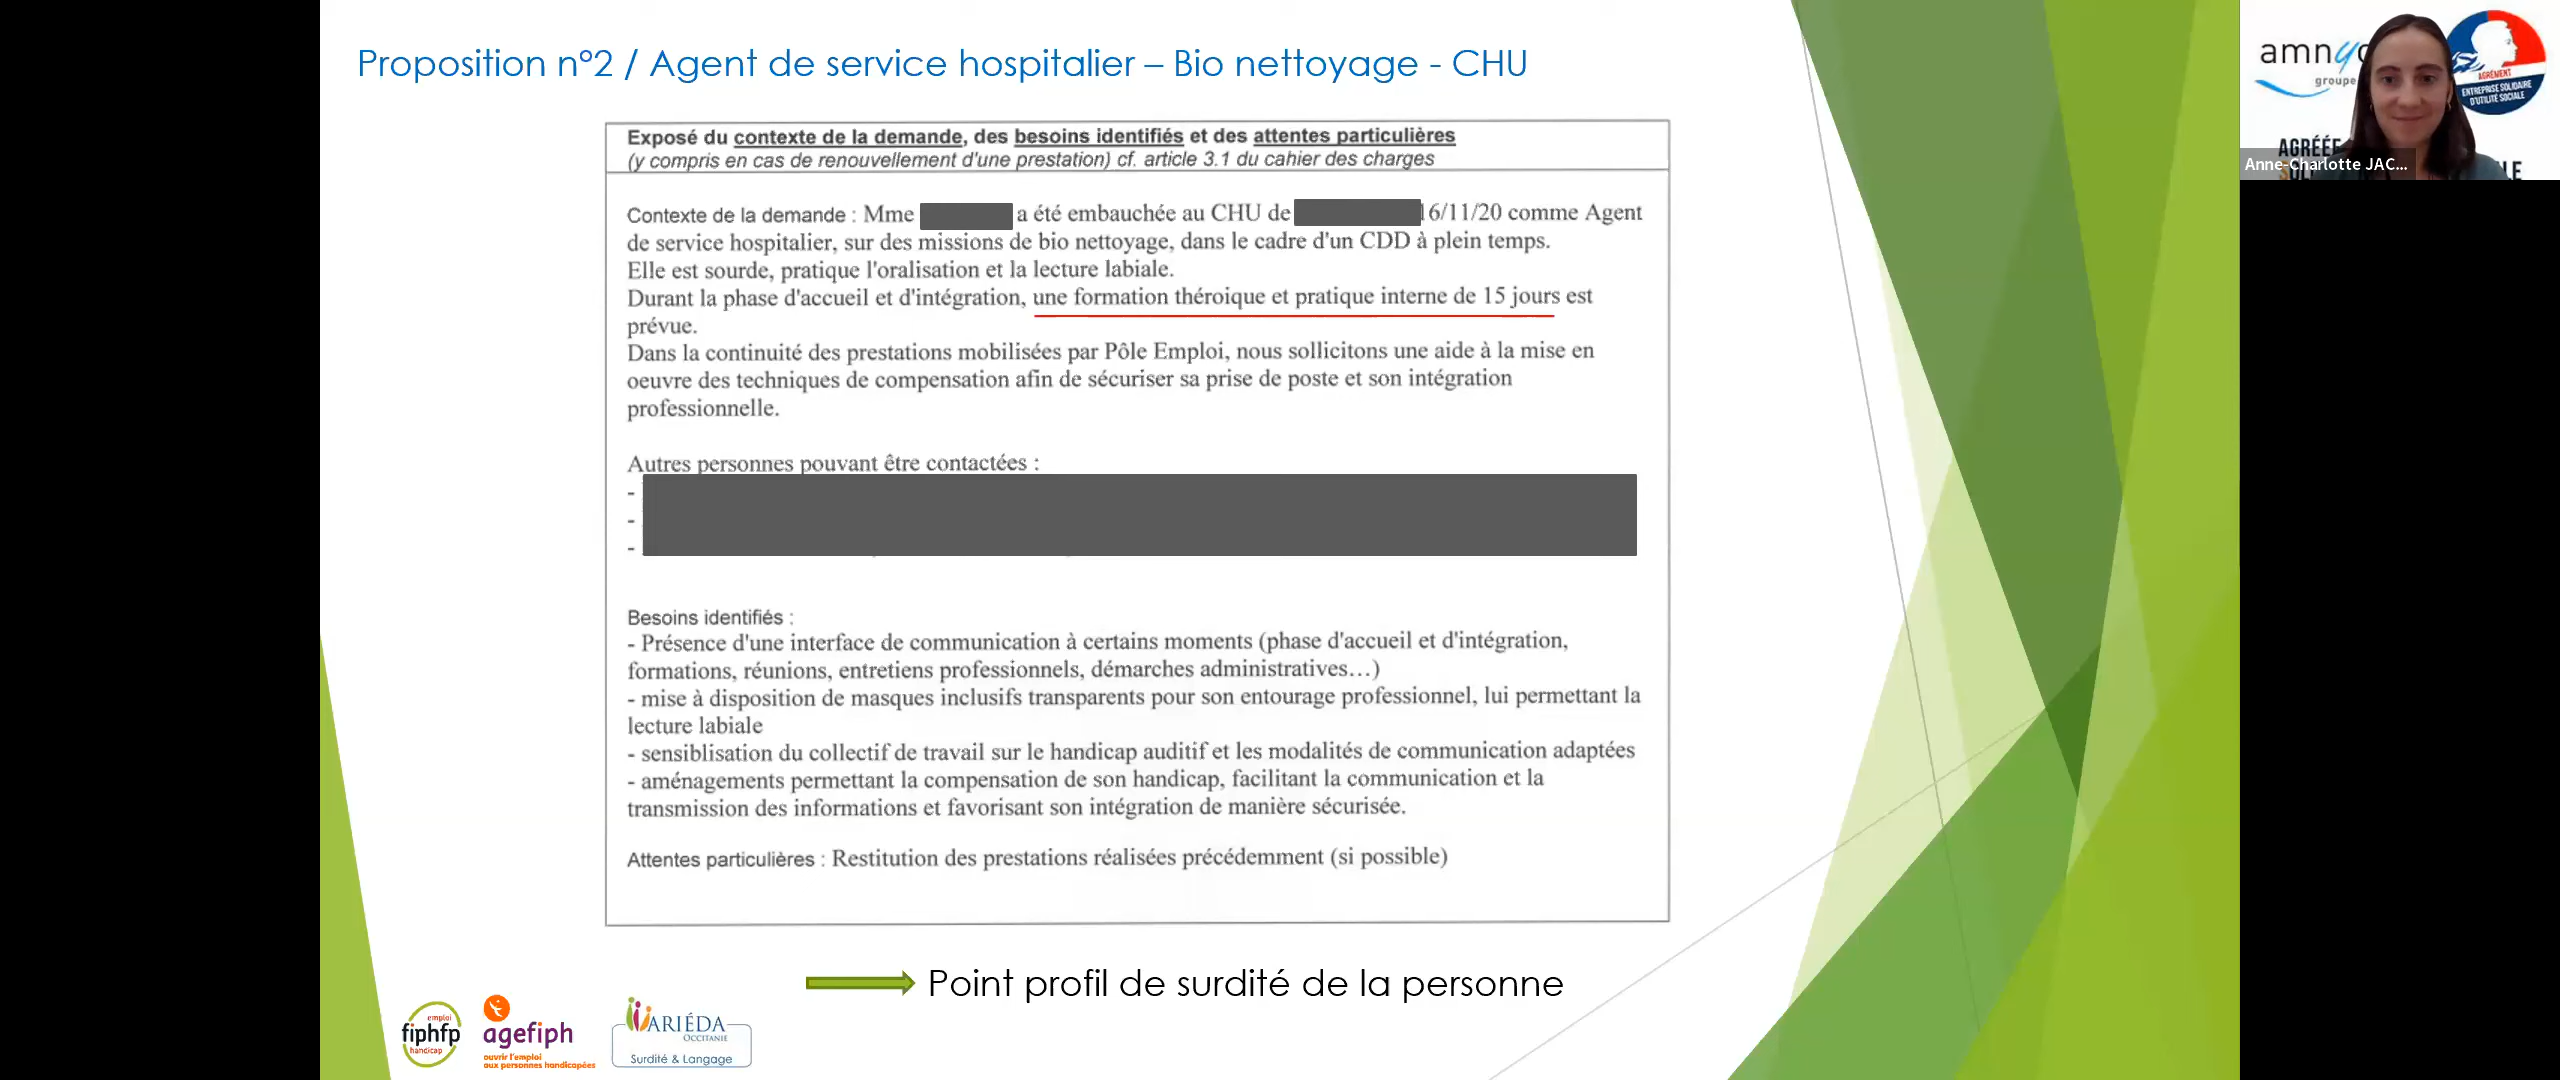 Proposition n°2 / Agent de service hospitalier – Bio nettoyage - CHU
Exposé du contexte de la demande, des besoins identifiés et des attentes particulières
(y compris en cas de renouvellement d'une prestation) cf. article 3.1 du cahier des charges
Contexte de la demande : Mme a été embauchée au CHU de 16/11/20 comme Agent
de service hospitalier, sur des missions de bio nettoyage, dans le cadre d'un CDD à plein temps.
Elle est sourde, pratique l'oralisation et la lecture labiale.
Durant la phase d'accueil et d'intégration, une formation théroique et pratique interne de 15 jours est
prévue.
Dans la continuité des prestations mobilisées par Pôle Emploi, nous sollicitons une aide à la mise en
oeuvre des techniques de compensation afin de sécuriser sa prise de poste et son intégration
professionnelle.
Autres personnes pouvant être contactées :
-
-
-
Besoins identifiés :
- Présence d'une interface de communication à certains moments (phase d'accueil et d'intégration,
formations, réunions, entretiens professionnels, démarches administratives…)
- mise à disposition de masques inclusifs transparents pour son entourage professionnel, lui permettant la
lecture labiale
- sensiblisation du collectif de travail sur le handicap auditif et les modalités de communication adaptées
- aménagements permettant la compensation de son handicap, facilitant la communication et la
transmission des informations et favorisant son intégration de manière sécurisée.
Attentes particulières : Restitution des prestations réalisées précédemment (si possible)
Point profil de surdité de la personne
emploi
fiphfp
handicap
agefiph
ouvrir l'emploi
aux personnes handicapées
ARIÉDA
OCCITANIE
Surdité & Langage
groupe
AGRÉMENT
ENTREPRISE SOLIDAIRE
D'UTILITÉ SOCIALE
AGRÉÉE
Anne-Charlotte JAC...